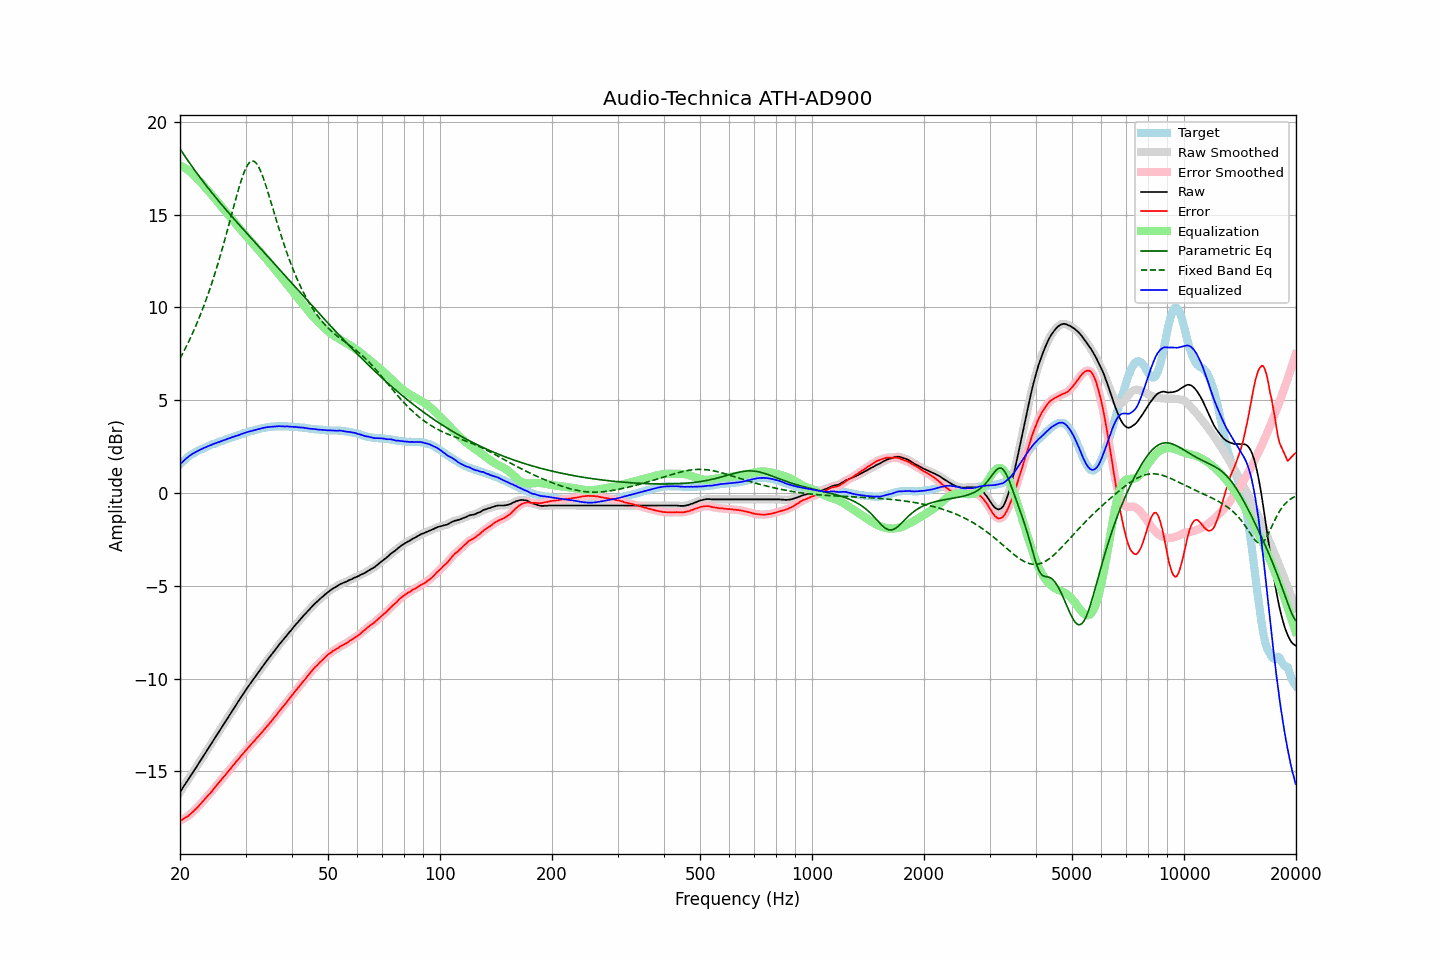 Audio-Technica ATH-AD900
Amplitude (dBr)
20
15
10
5
0
−5
−10
−15
20
50
100
200
500
1000
2000
5000
10000
20000
Frequency (Hz)
Target
Raw Smoothed
Error Smoothed
Raw
Error
Equalization
Parametric Eq
Fixed Band Eq
Equalized